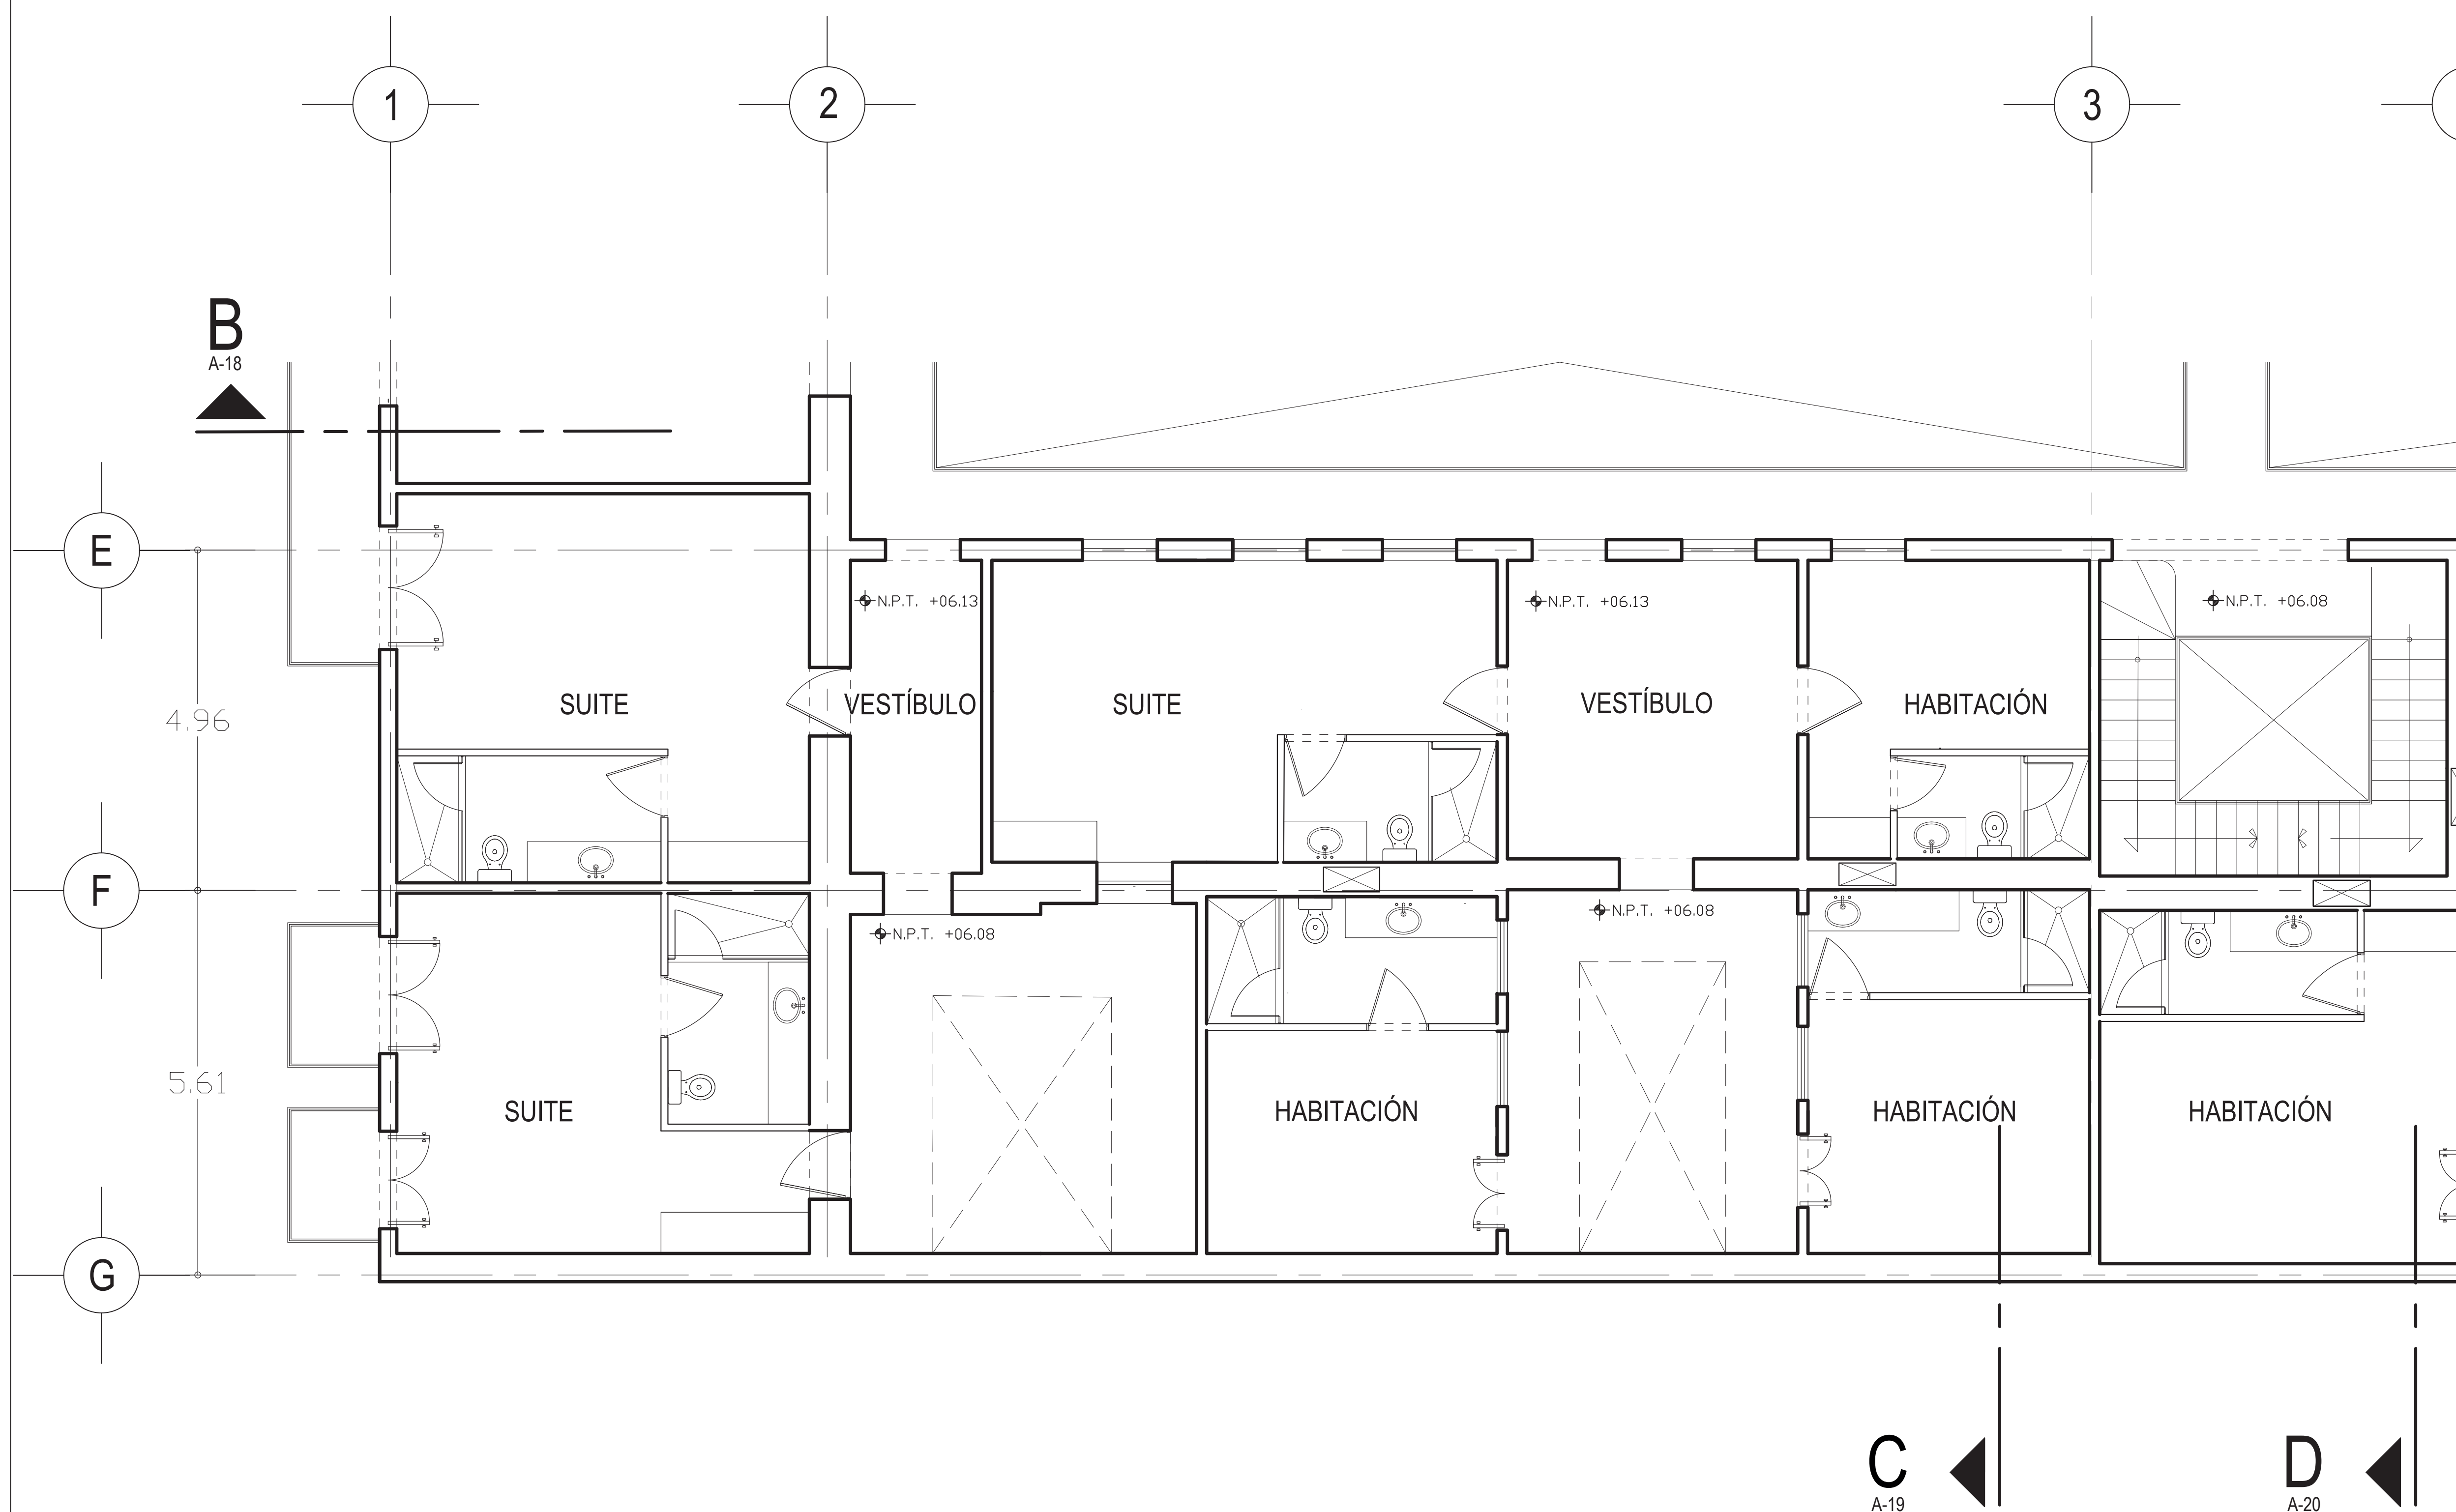 1
2
3
B
A-18
E
N.P.T. +06.13
N.P.T. +06.13
N.P.T. +06.08
4.96
SUITE
VESTÍBULO
SUITE
VESTÍBULO
HABITACIÓN
F
N.P.T. +06.08
N.P.T. +06.08
5.61
SUITE
HABITACIÓN
HABITACIÓN
HABITACIÓN
G
C
A-19
D
A-20